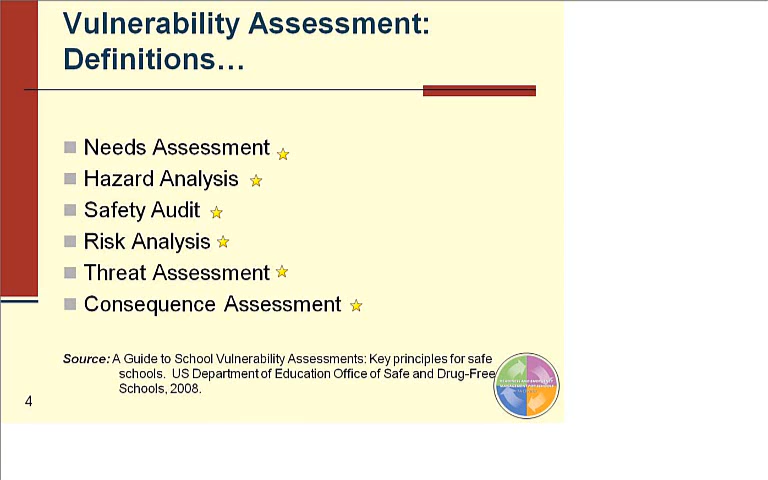 Vulnerability Assessment:
Definitions…
Needs Assessment
Hazard Analysis
Safety Audit
Risk Analysis
Threat Assessment
Consequence Assessment
Source: A Guide to School Vulnerability Assessments: Key principles for safe
schools. US Department of Education Office of Safe and Drug-Free
Schools, 2008.
4